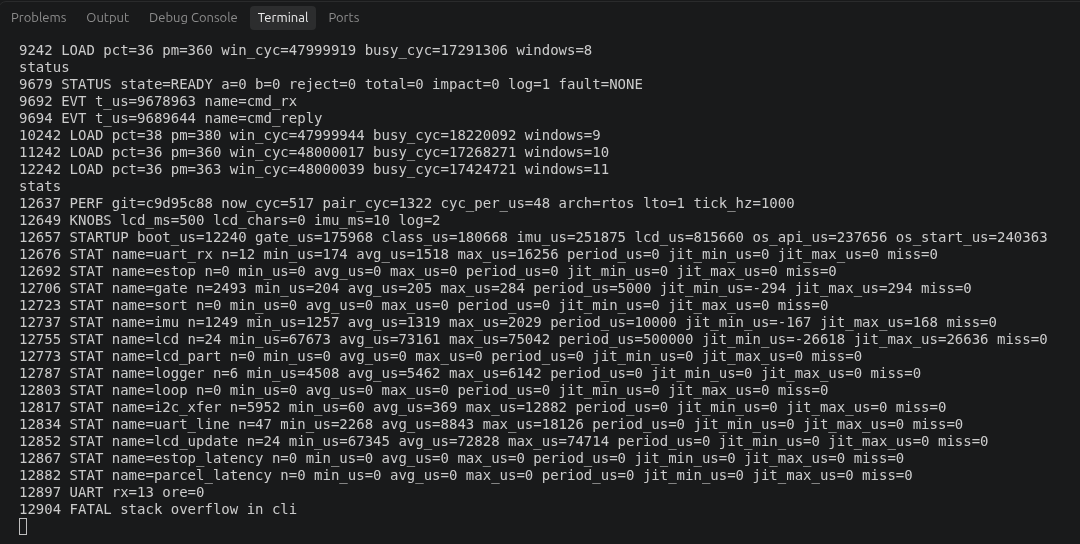 Problems Output Debug Console Terminal Ports
9242 LOAD pct=36 pm=360 win_cyc=47999919 busy_cyc=17291306 windows=8
status
9679 STATUS state=READY a=0 b=0 reject=0 total=0 impact=0 log=1 fault=NONE
9692 EVT t_us=9678963 name=cmd_rx
9694 EVT t_us=9689644 name=cmd_reply
10242 LOAD pct=38 pm=380 win_cyc=47999944 busy_cyc=18220092 windows=9
11242 LOAD pct=36 pm=360 win_cyc=48000017 busy_cyc=17268271 windows=10
12242 LOAD pct=36 pm=363 win_cyc=48000039 busy_cyc=17424721 windows=11
stats
12637 PERF git=c9d95c88 now_cyc=517 pair_cyc=1322 cyc_per_us=48 arch=rtos lto=1 tick_hz=1000
12649 KNOBS lcd_ms=500 lcd_chars=0 imu_ms=10 log=2
12657 STARTUP boot_us=12240 gate_us=175968 class_us=180668 imu_us=251875 lcd_us=815660 os_api_us=237656 os_start_us=240363
12676 STAT name=uart_rx n=12 min_us=174 avg_us=1518 max_us=16256 period_us=0 jit_min_us=0 jit_max_us=0 miss=0
12692 STAT name=estop n=0 min_us=0 avg_us=0 max_us=0 period_us=0 jit_min_us=0 jit_max_us=0 miss=0
12706 STAT name=gate n=2493 min_us=204 avg_us=205 max_us=284 period_us=5000 jit_min_us=-294 jit_max_us=294 miss=0
12723 STAT name=sort n=0 min_us=0 avg_us=0 max_us=0 period_us=0 jit_min_us=0 jit_max_us=0 miss=0
12737 STAT name=imu n=1249 min_us=1257 avg_us=1319 max_us=2029 period_us=10000 jit_min_us=-167 jit_max_us=168 miss=0
12755 STAT name=lcd n=24 min_us=67673 avg_us=73161 max_us=75042 period_us=500000 jit_min_us=-26618 jit_max_us=26636 miss=0
12773 STAT name=lcd_part n=0 min_us=0 avg_us=0 max_us=0 period_us=0 jit_min_us=0 jit_max_us=0 miss=0
12787 STAT name=logger n=6 min_us=4508 avg_us=5462 max_us=6142 period_us=0 jit_min_us=0 jit_max_us=0 miss=0
12803 STAT name=loop n=0 min_us=0 avg_us=0 max_us=0 period_us=0 jit_min_us=0 jit_max_us=0 miss=0
12817 STAT name=i2c_xfer n=5952 min_us=60 avg_us=369 max_us=12882 period_us=0 jit_min_us=0 jit_max_us=0 miss=0
12834 STAT name=uart_line n=47 min_us=2268 avg_us=8843 max_us=18126 period_us=0 jit_min_us=0 jit_max_us=0 miss=0
12852 STAT name=lcd_update n=24 min_us=67345 avg_us=72828 max_us=74714 period_us=0 jit_min_us=0 jit_max_us=0 miss=0
12867 STAT name=estop_latency n=0 min_us=0 avg_us=0 max_us=0 period_us=0 jit_min_us=0 jit_max_us=0 miss=0
12882 STAT name=parcel_latency n=0 min_us=0 avg_us=0 max_us=0 period_us=0 jit_min_us=0 jit_max_us=0 miss=0
12897 UART rx=13 ore=0
12904 FATAL stack overflow in cli